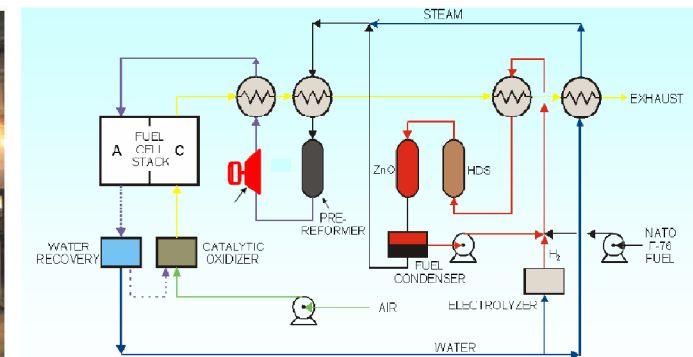 STEAM
EXHAUST
FUEL
CELL
STACK
A
C
ZnO
HDS
PRE-
REFORMER
WATER
RECOVERY
CATALYTIC
OXIDIZER
FUEL
CONDENSER
H2
NATO
F-76
FUEL
ELECTROLYZER
AIR
WATER